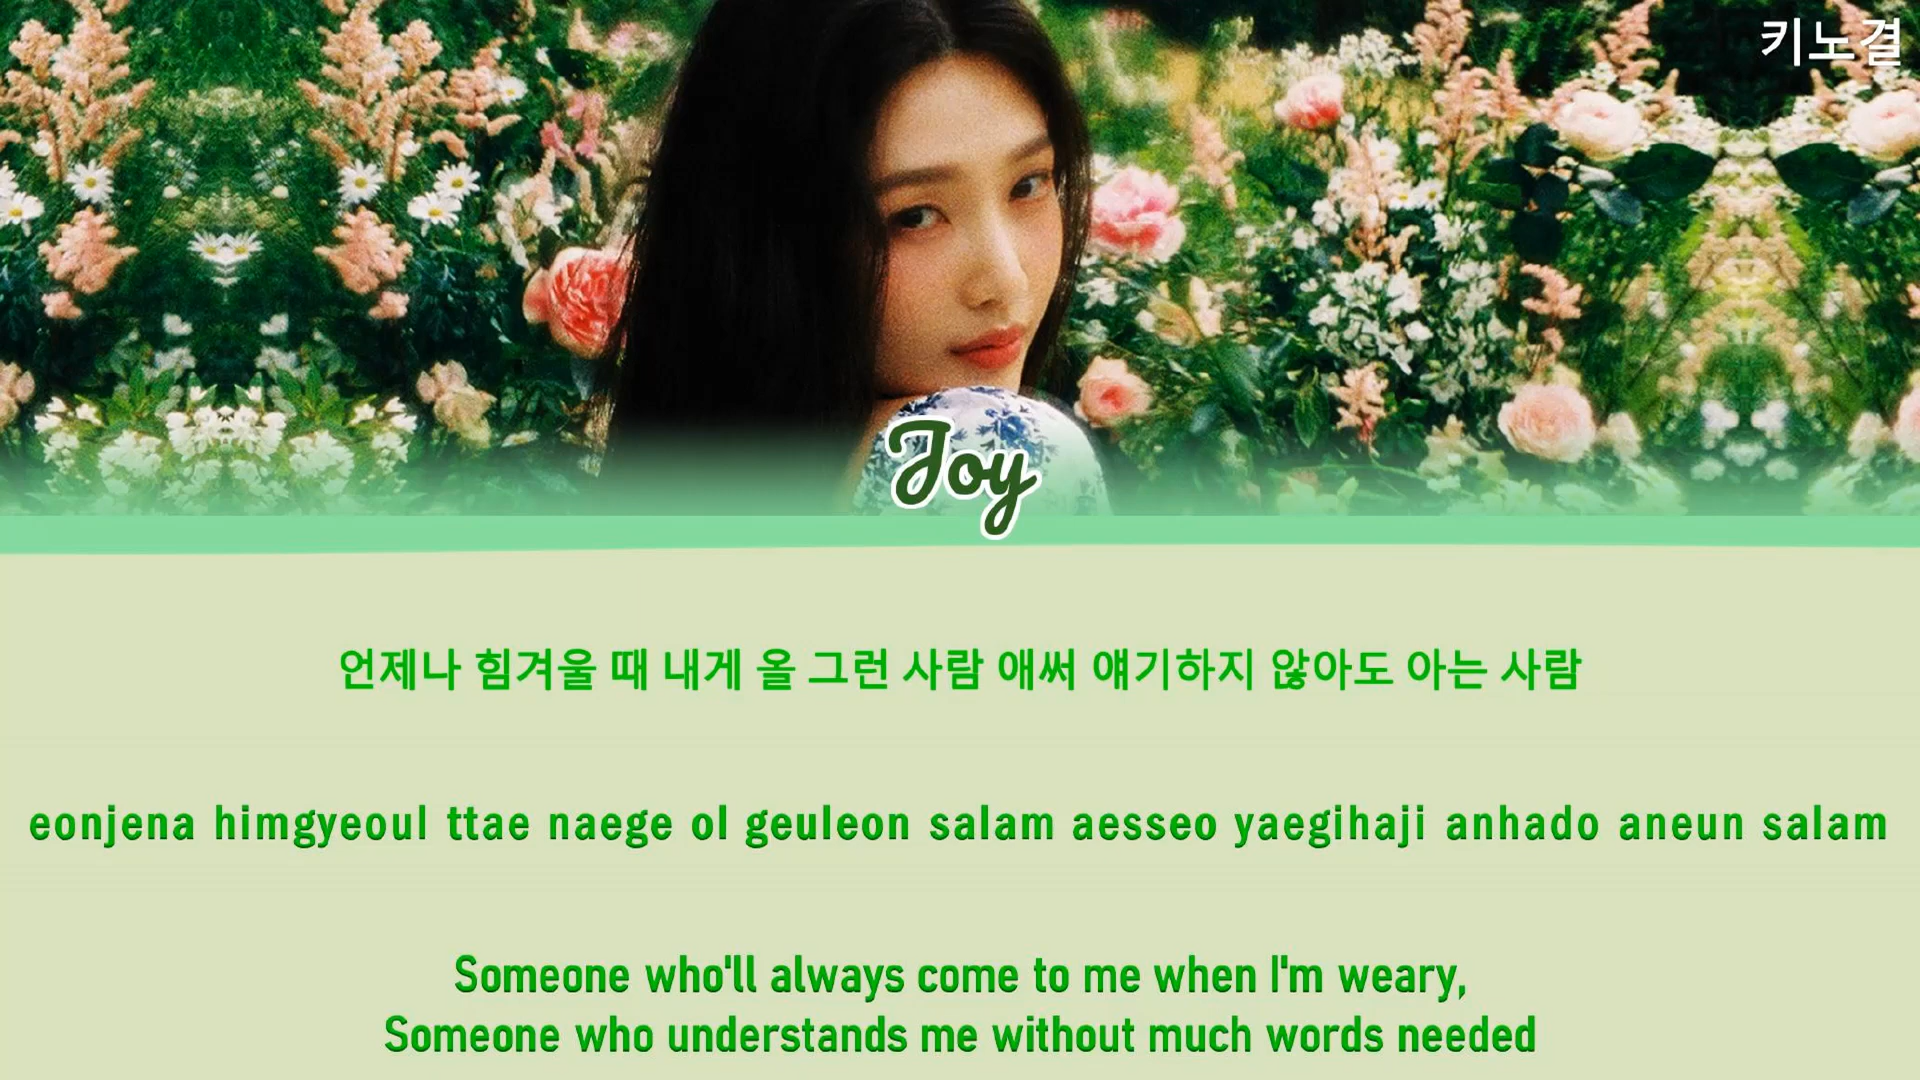 키노결
Joy
언제나 힘겨울 때 내게 올 그런 사람 애써 얘기하지 않아도 아는 사람
eonjena himgyeoul ttae naege ol geuleon salam aesseo yaegihaji anhado aneun salam
Someone who'll always come to me when I'm weary,
Someone who understands me without much words needed